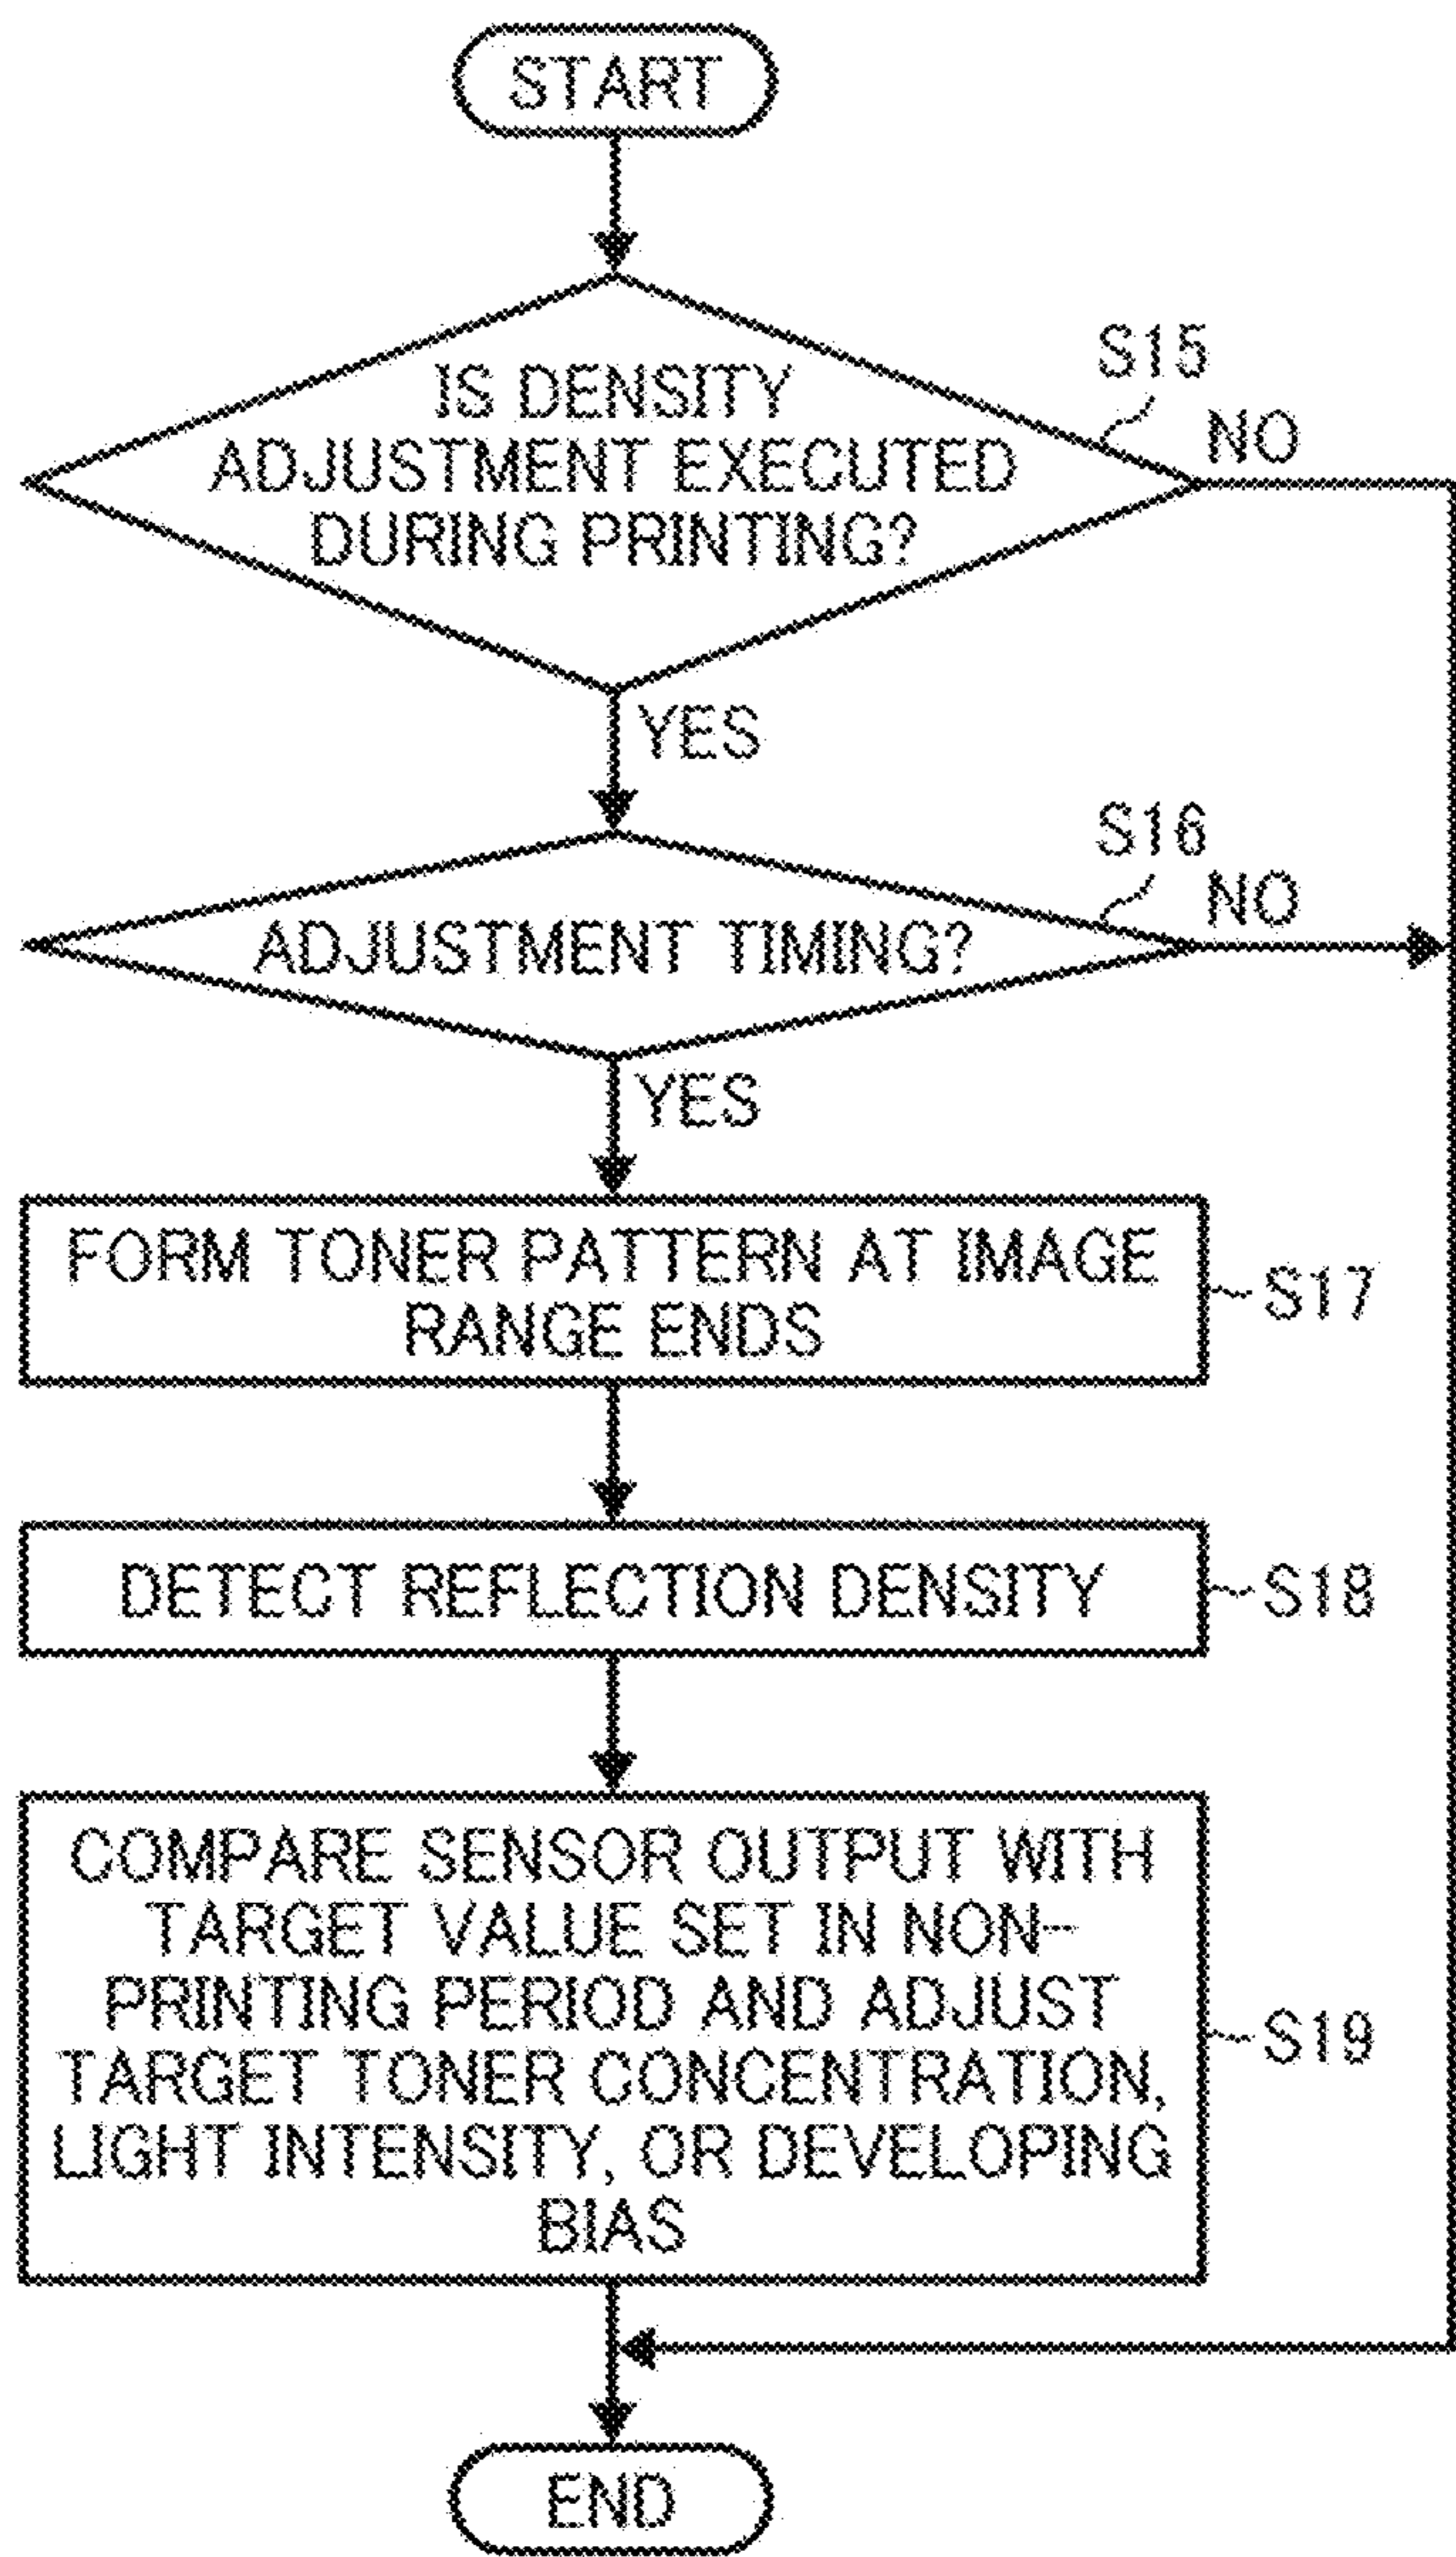 START
IS DENSITY
ADJUSTMENT EXECUTED
DURING PRINTING?
S15
NO
YES
ADJUSTMENT TIMING?
S16
NO
YES
FORM TONER PATTERN AT IMAGE
RANGE ENDS
S17
DETECT REFLECTION DENSITY
S18
COMPARE SENSOR OUTPUT WITH
TARGET VALUE SET IN NON-
PRINTING PERIOD AND ADJUST
TARGET TONER CONCENTRATION,
LIGHT INTENSITY, OR DEVELOPING
BIAS
S19
END